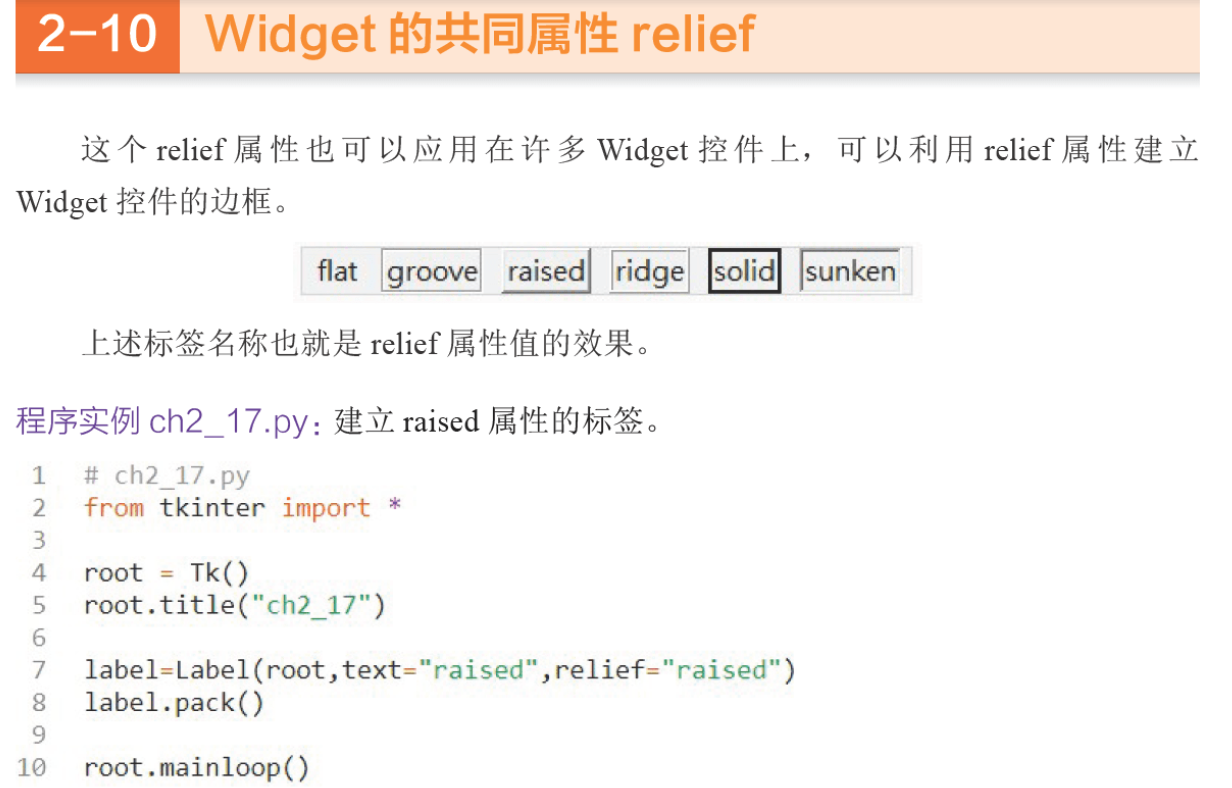 2-10 Widget 的共同属性 relief
这个 relief 属性也可以应用在许多 Widget 控件上，可以利用 relief 属性建立
Widget 控件的边框。
flat groove raised ridge solid sunken
上述标签名称也就是 relief 属性值的效果。
程序实例 ch2_17.py：建立 raised 属性的标签。
1 # ch2_17.py
2 from tkinter import *
3
4 root = Tk()
5 root.title("ch2_17")
6
7 label=Label(root,text="raised",relief="raised")
8 label.pack()
9
10 root.mainloop()